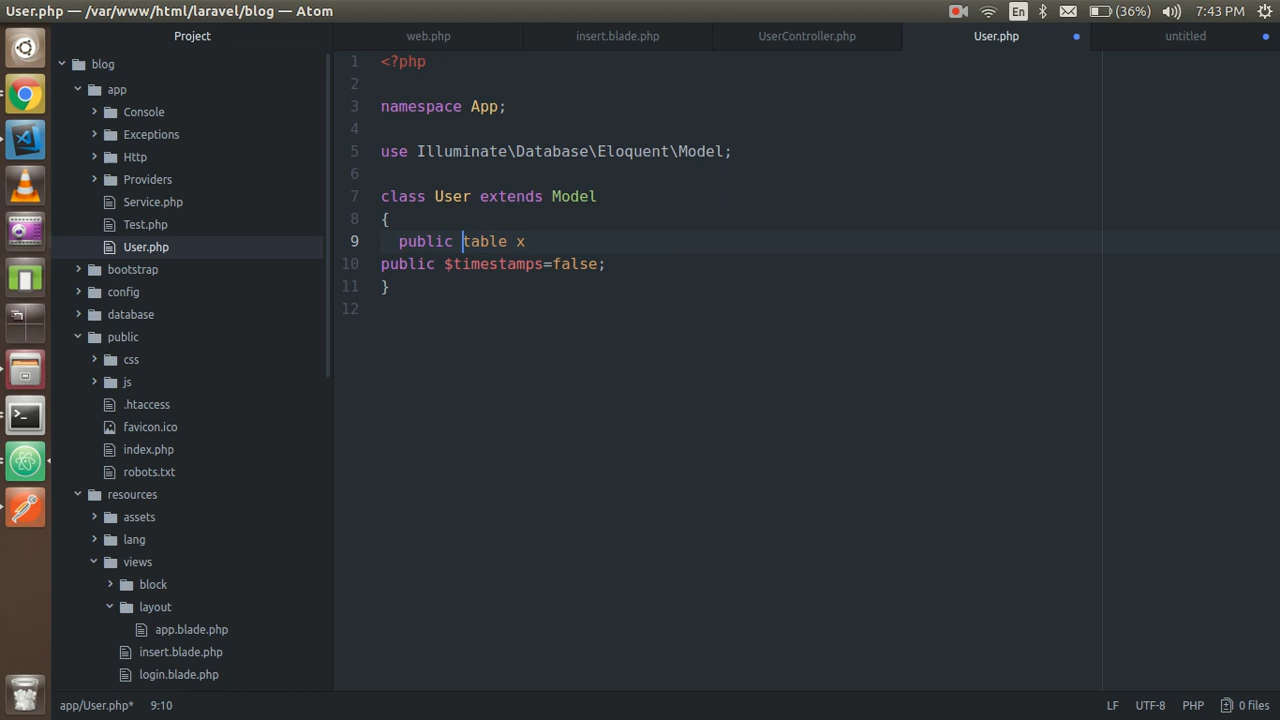 User.php — /var/www/html/laravel/blog — Atom
En
(36%)
7:43 PM
Project
web.php
insert.blade.php
UserController.php
User.php
untitled
blog
app
Console
Exceptions
Http
Providers
Service.php
Test.php
User.php
bootstrap
config
database
public
css
js
.htaccess
favicon.ico
index.php
robots.txt
resources
assets
lang
views
block
layout
app.blade.php
insert.blade.php
login.blade.php
1 <?php
2
3 namespace App;
4
5 use Illuminate\Database\Eloquent\Model;
6
7 class User extends Model
8 {
9 public table x
10 public $timestamps=false;
11 }
12
app/User.php* 9:10
LF UTF-8 PHP 0 files